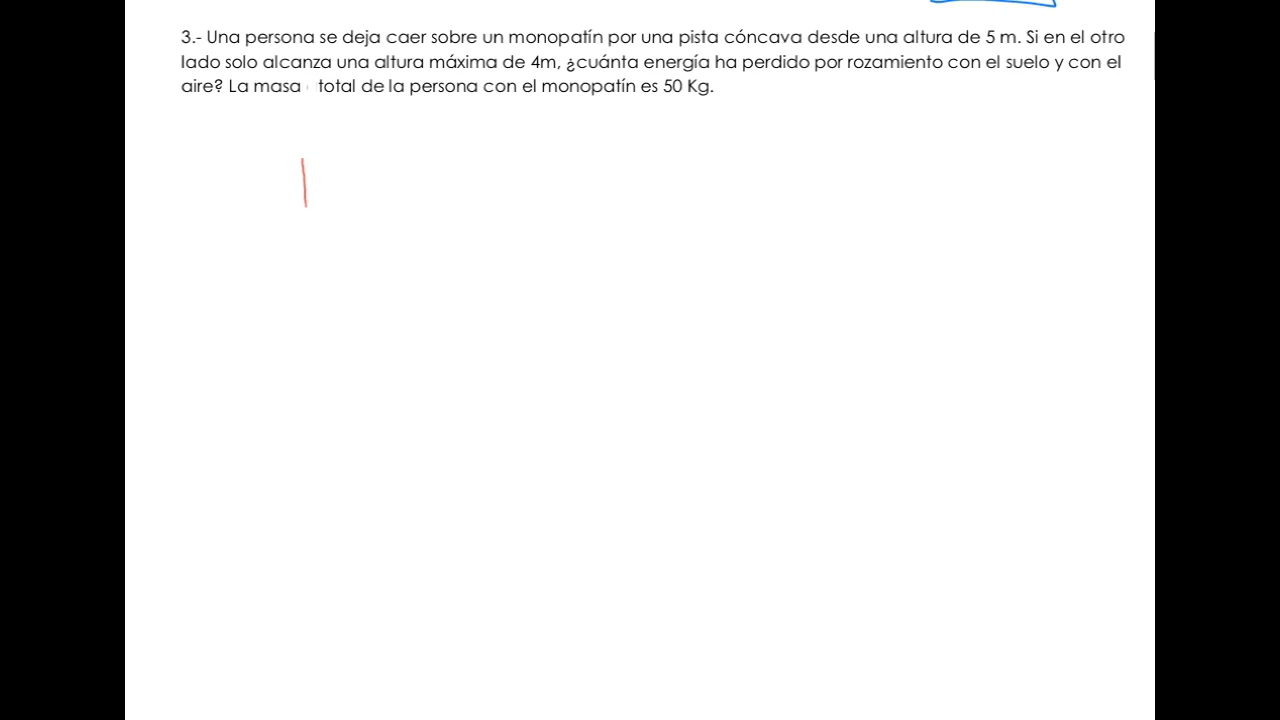 3.- Una persona se deja caer sobre un monopatín por una pista cóncava desde una altura de 5 m. Si en el otro
lado solo alcanza una altura máxima de 4m, ¿cuánta energía ha perdido por rozamiento con el suelo y con el
aire? La masa total de la persona con el monopatín es 50 Kg.